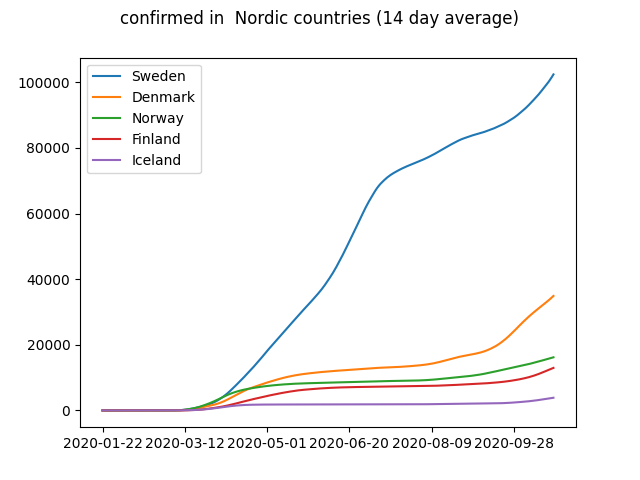 confirmed in  Nordic countries (14 day average)
100000
80000
60000
40000
20000
0
Sweden
Denmark
Norway
Finland
Iceland
2020-01-22 2020-03-12 2020-05-01 2020-06-20 2020-08-09 2020-09-28